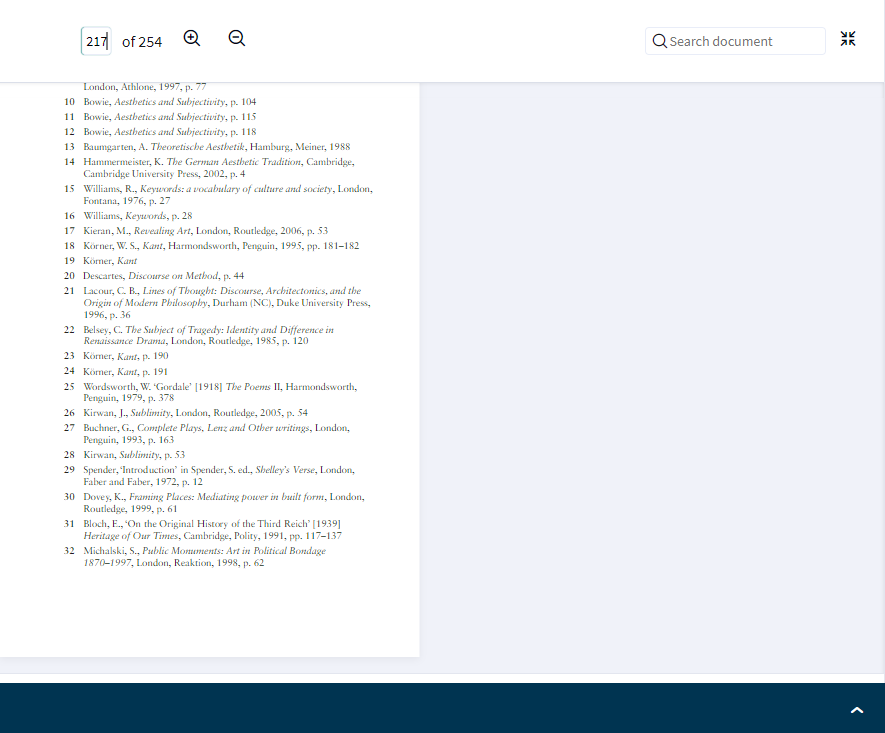 217 of 254
Search document
London, Athlone, 1997, p. 77
10 Bowie, Aesthetics and Subjectivity, p. 104
11 Bowie, Aesthetics and Subjectivity, p. 115
12 Bowie, Aesthetics and Subjectivity, p. 118
13 Baumgarten, A. Theoretische Aesthetik, Hamburg, Meiner, 1988
14 Hammermeister, K. The German Aesthetic Tradition, Cambridge,
Cambridge University Press, 2002, p. 4
15 Williams, R., Keywords: a vocabulary of culture and society, London,
Fontana, 1976, p. 27
16 Williams, Keywords, p. 28
17 Kieran, M., Revealing Art, London, Routledge, 2006, p. 53
18 Körner, W. S., Kant, Harmondsworth, Penguin, 1995, pp. 181–182
19 Körner, Kant
20 Descartes, Discourse on Method, p. 44
21 Lacour, C. B., Lines of Thought: Discourse, Architectonics, and the
Origin of Modern Philosophy, Durham (NC), Duke University Press,
1996, p. 36
22 Belsey, C. The Subject of Tragedy: Identity and Difference in
Renaissance Drama, London, Routledge, 1985, p. 120
23 Körner, Kant, p. 190
24 Körner, Kant, p. 191
25 Wordsworth, W. ‘Gordale’ [1918] The Poems II, Harmondsworth,
Penguin, 1979, p. 378
26 Kirwan, J., Sublimity, London, Routledge, 2005, p. 54
27 Buchner, G., Complete Plays, Lenz and Other writings, London,
Penguin, 1993, p. 163
28 Kirwan, Sublimity, p. 53
29 Spender, ‘Introduction’ in Spender, S. ed., Shelley’s Verse, London,
Faber and Faber, 1972, p. 12
30 Dovey, K., Framing Places: Mediating power in built form, London,
Routledge, 1999, p. 61
31 Bloch, E., ‘On the Original History of the Third Reich’ [1939]
Heritage of Our Times, Cambridge, Polity, 1991, pp. 117–137
32 Michalski, S., Public Monuments: Art in Political Bondage
1870–1997, London, Reaktion, 1998, p. 62